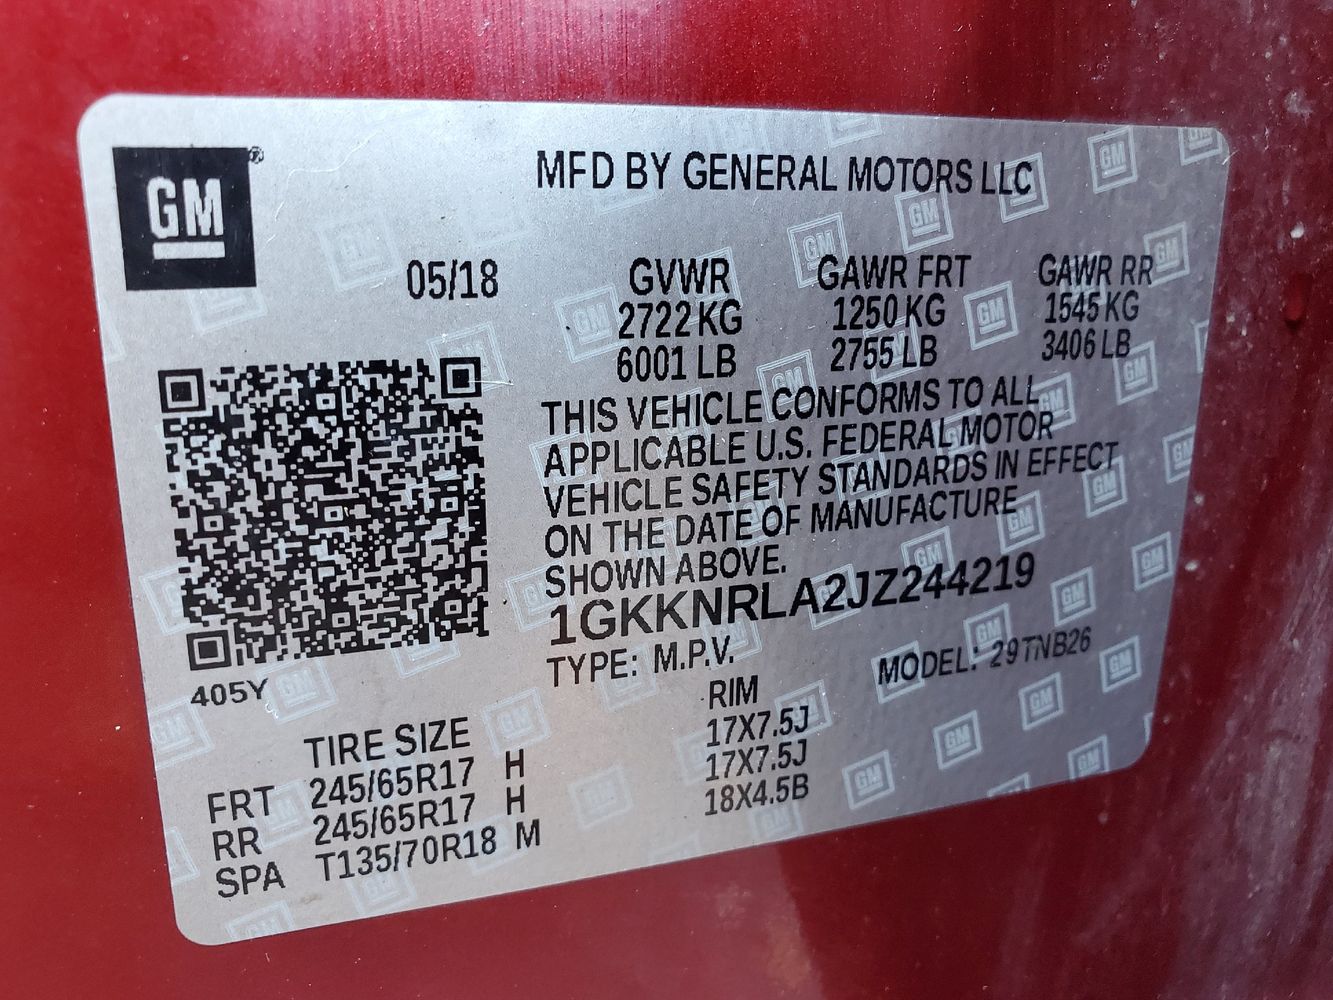 GM®
MFD BY GENERAL MOTORS LLC
05/18
GVWR GAWR FRT GAWR RR
2722 KG 1250 KG 1545 KG
6001 LB 2755 LB 3406 LB
THIS VEHICLE CONFORMS TO ALL
APPLICABLE U.S. FEDERAL MOTOR
VEHICLE SAFETY STANDARDS IN EFFECT
ON THE DATE OF MANUFACTURE
SHOWN ABOVE.
1GKKNRLA2JZ244219
TYPE: M.P.V. MODEL: 29TNB26
405Y
TIRE SIZE RIM
FRT 245/65R17 H 17X7.5J
RR 245/65R17 H 17X7.5J
SPA T135/70R18 M 18X4.5B